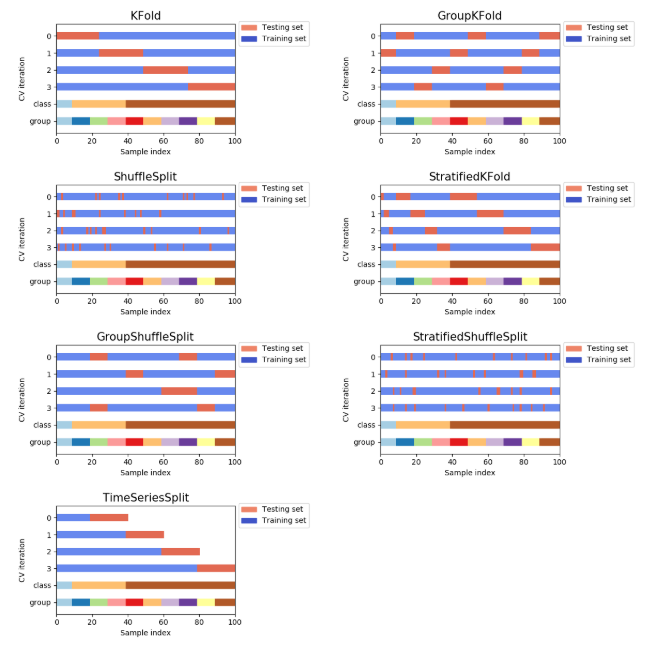 KFold
Testing set
Training set
0
1
2
3
class
group
CV iteration
0 20 40 60 80 100
Sample index
GroupKFold
Testing set
Training set
0
1
2
3
class
group
CV iteration
0 20 40 60 80 100
Sample index
ShuffleSplit
Testing set
Training set
0
1
2
3
class
group
CV iteration
0 20 40 60 80 100
Sample index
StratifiedKFold
Testing set
Training set
0
1
2
3
class
group
CV iteration
0 20 40 60 80 100
Sample index
GroupShuffleSplit
Testing set
Training set
0
1
2
3
class
group
CV iteration
0 20 40 60 80 100
Sample index
StratifiedShuffleSplit
Testing set
Training set
0
1
2
3
class
group
CV iteration
0 20 40 60 80 100
Sample index
TimeSeriesSplit
Testing set
Training set
0
1
2
3
class
group
CV iteration
0 20 40 60 80 100
Sample index